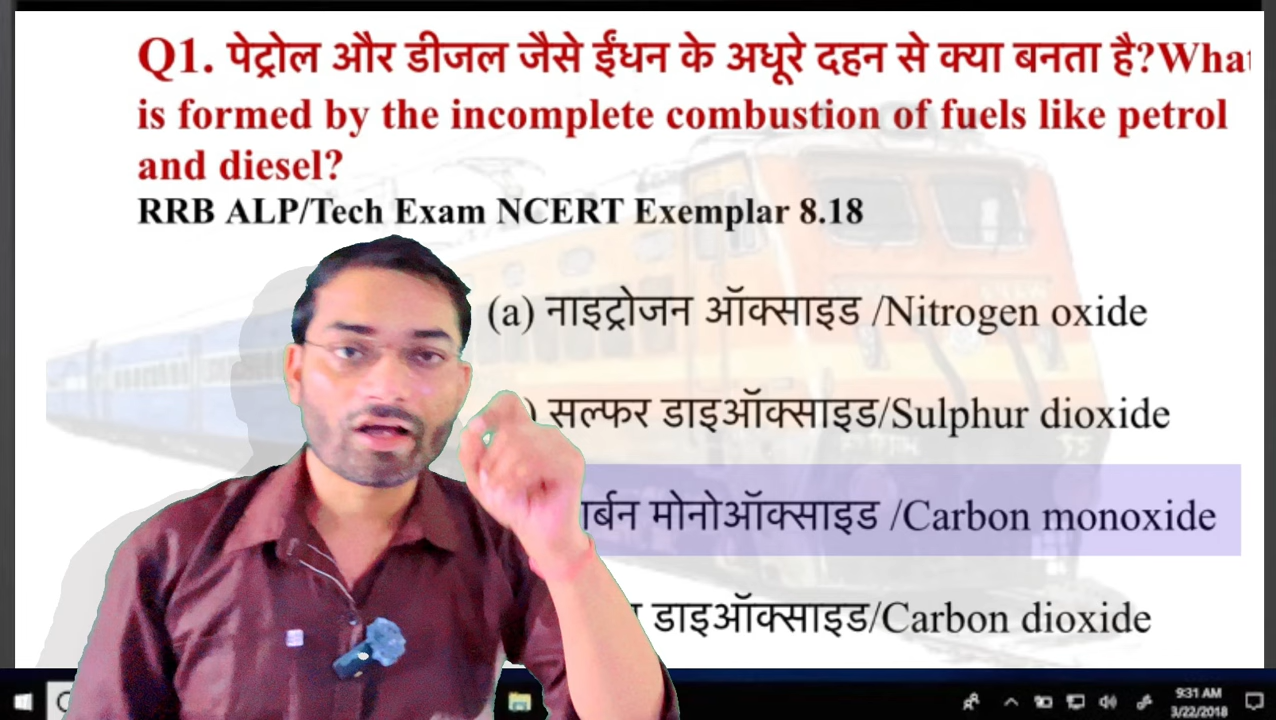 Q1. पेट्रोल और डीजल जैसे ईंधन के अधूरे दहन से क्या बनता है?What
is formed by the incomplete combustion of fuels like petrol
and diesel?
RRB ALP/Tech Exam NCERT Exemplar 8.18
(a) नाइट्रोजन ऑक्साइड /Nitrogen oxide
) सल्फर डाइऑक्साइड/Sulphur dioxide
र्बन मोनोऑक्साइड /Carbon monoxide
डाइऑक्साइड/Carbon dioxide
9:31 AM
3/22/2018